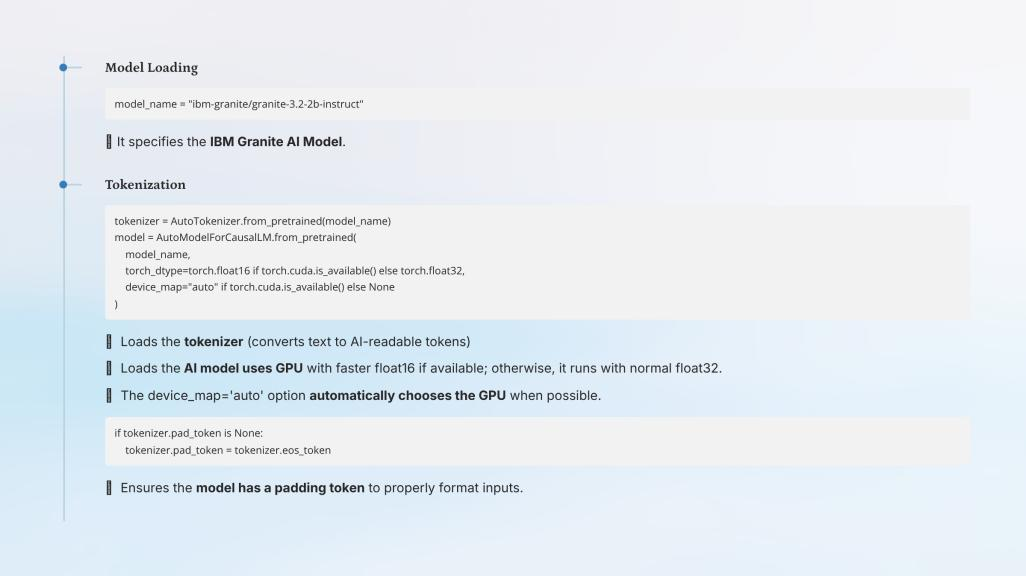 Model Loading
model_name = "ibm-granite/granite-3.2-2b-instruct"
It specifies the IBM Granite AI Model.
Tokenization
tokenizer = AutoTokenizer.from_pretrained(model_name)
model = AutoModelForCausalLM.from_pretrained(
    model_name,
    torch_dtype=torch.float16 if torch.cuda.is_available() else torch.float32,
    device_map="auto" if torch.cuda.is_available() else None
)
Loads the tokenizer (converts text to AI-readable tokens)
Loads the AI model uses GPU with faster float16 if available; otherwise, it runs with normal float32.
The device_map='auto' option automatically chooses the GPU when possible.
if tokenizer.pad_token is None:
    tokenizer.pad_token = tokenizer.eos_token
Ensures the model has a padding token to properly format inputs.